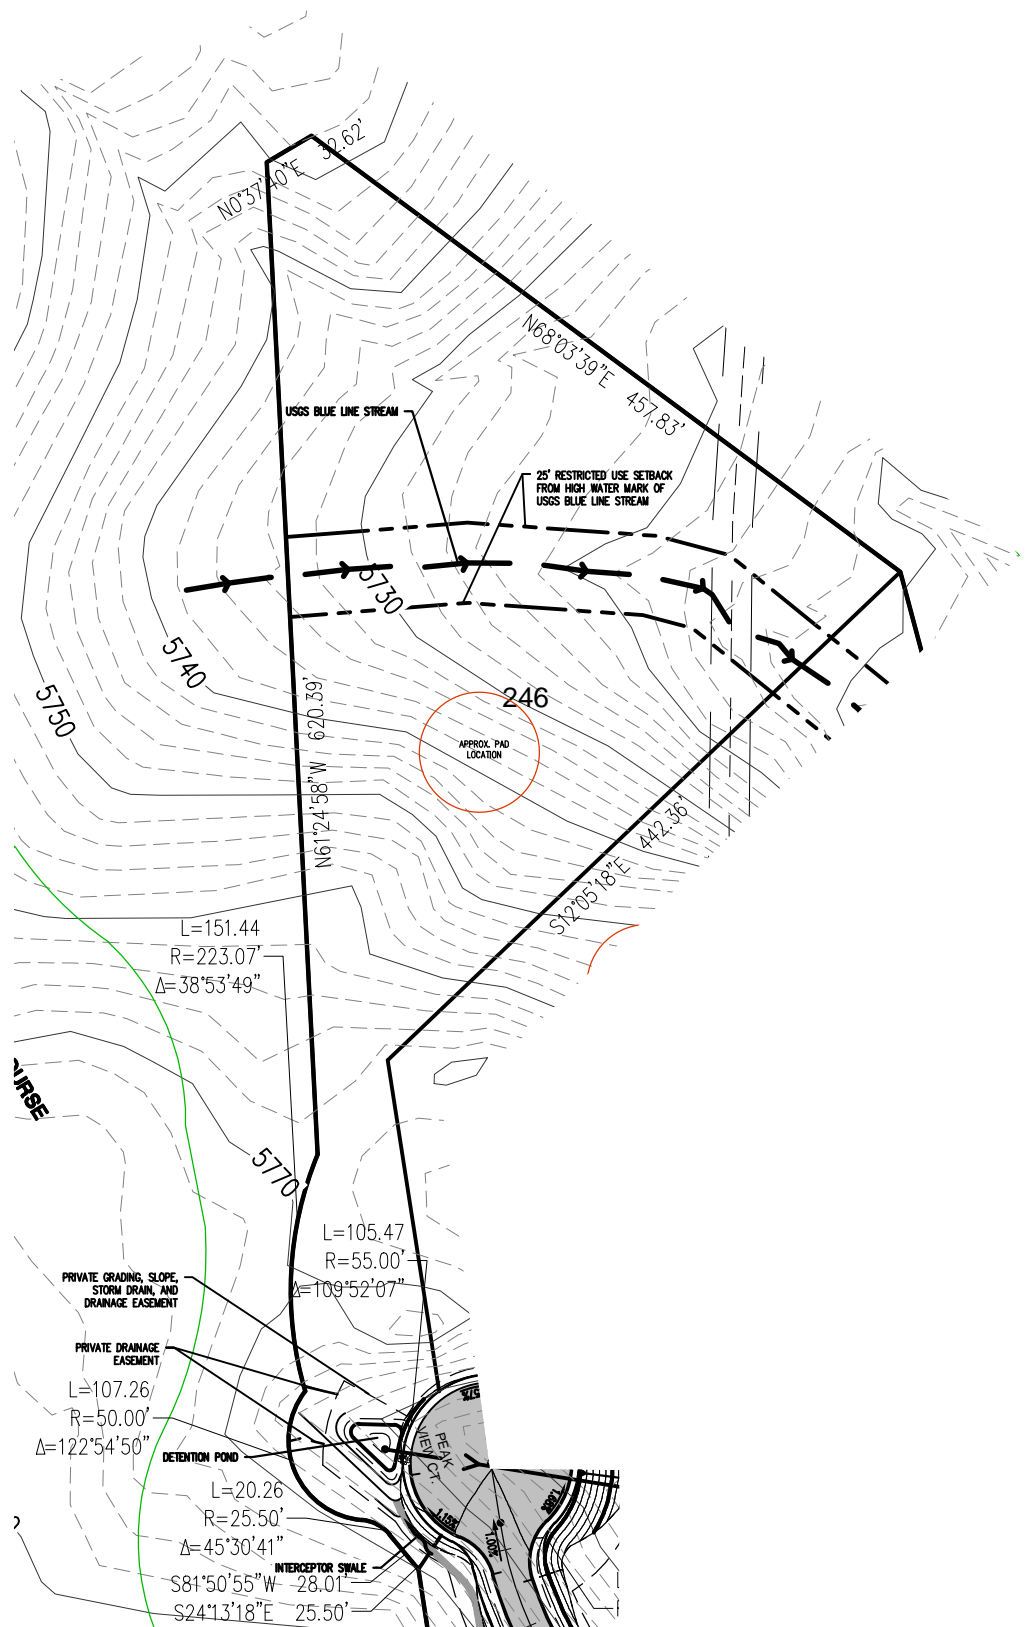 N0°37'40"E 32.62'
N68°03'39"E 457.83'
USGS BLUE LINE STREAM
25' RESTRICTED USE SETBACK
FROM HIGH WATER MARK OF
USGS BLUE LINE STREAM
5730
5740
5750
246
APPROX. PAD
LOCATION
N61°24'58"W 620.39'
S12°05'18"E 442.36'
L=151.44
R=223.07'
Δ=38°53'49"
URSE
5770
L=105.47
R=55.00'
Δ=109°52'07"
PRIVATE GRADING, SLOPE,
STORM DRAIN, AND
DRAINAGE EASEMENT
PRIVATE DRAINAGE
EASEMENT
L=107.26
R=50.00'
Δ=122°54'50"
DETENTION POND
PEAK
VIEW CT.
L=20.26
R=25.50'
Δ=45°30'41"
1.15%
1.00%
INTERCEPTOR SWALE
S81°50'55"W 28.01'
S24°13'18"E 25.50'